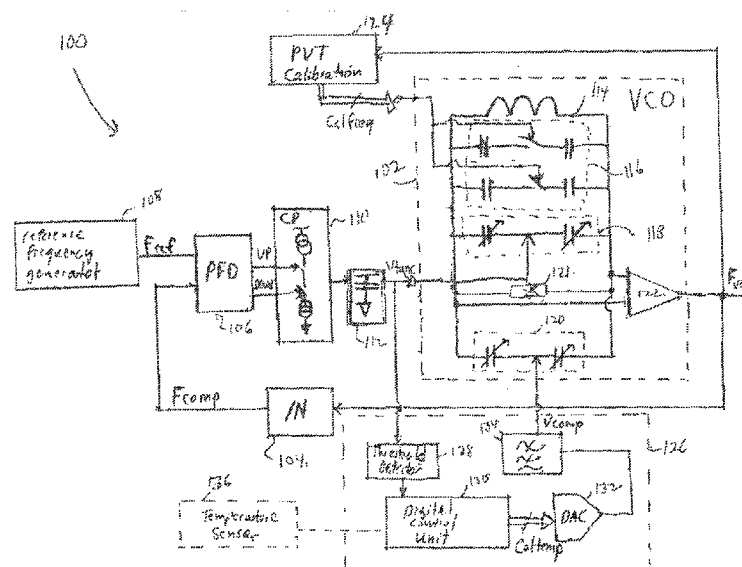 100
124
PVT
Calibration
Calfreq
VCO
114
102
116
118
108
reference
frequency
generator
Fref
PFD
106
UP
CP
110
112
Vtune
121
122
120
Fcomp
/N
104
Vcomp
134
126
Threshold
Detector
128
130
136
Temperature
Sensor
Digital
Control
Unit
Caltemp
DAC
132